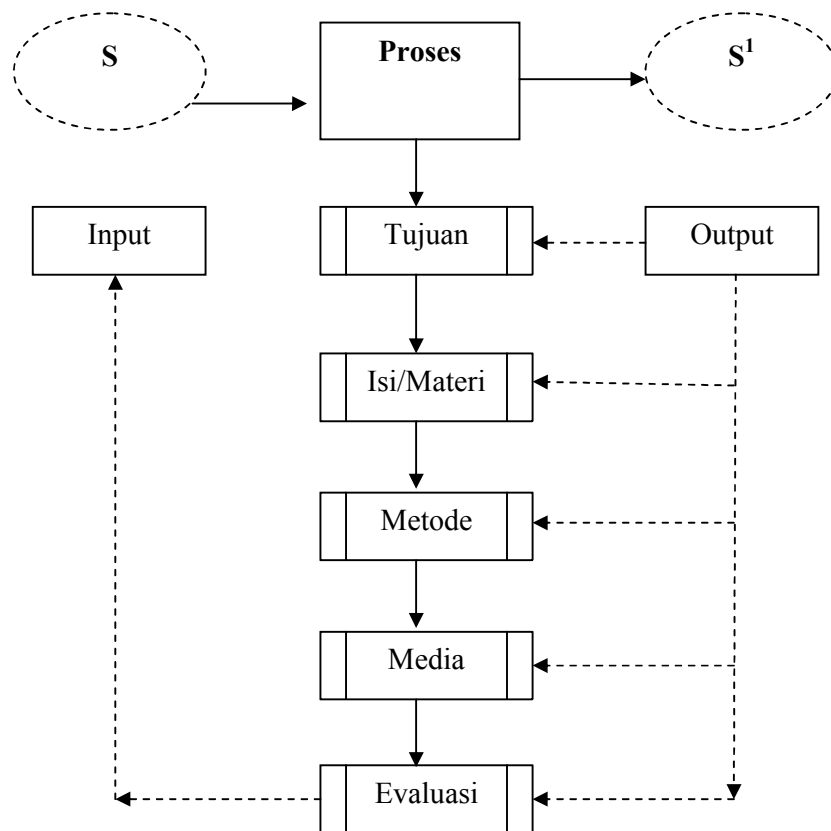 S
Proses
S¹
Input
Tujuan
Output
Isi/Materi
Metode
Media
Evaluasi